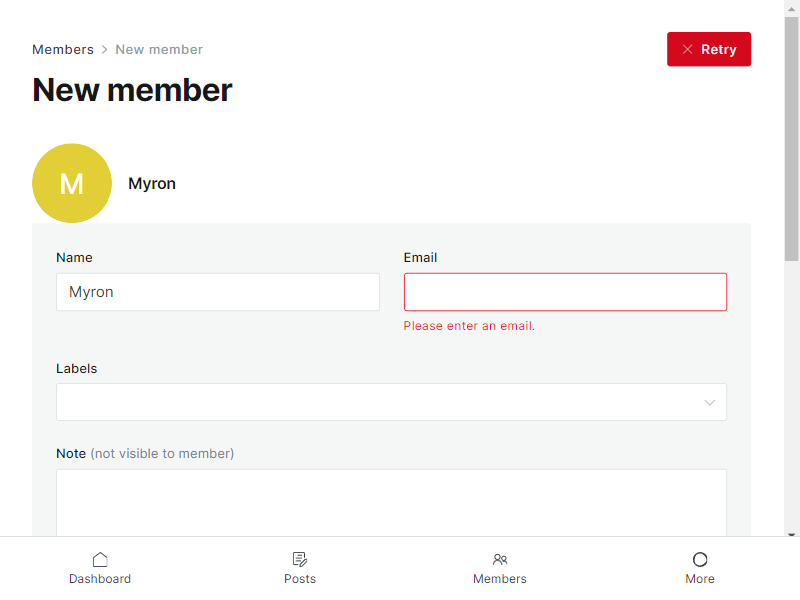 Members > New member
Retry
New member
M
Myron
Name
Email
Myron
Please enter an email.
Labels
Note (not visible to member)
Dashboard
Posts
Members
More